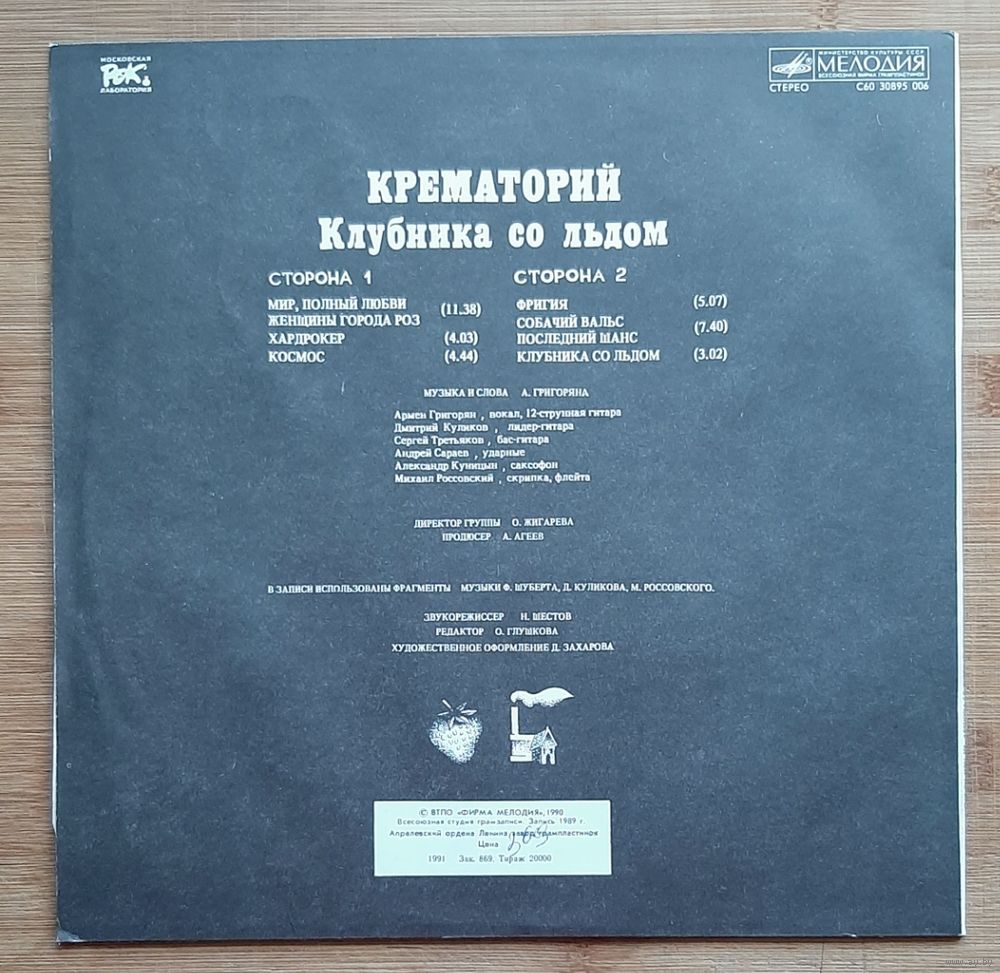 МОСКОВСКАЯ
РОК
ЛАБОРАТОРИЯ
МИНИСТЕРСТВО КУЛЬТУРЫ СССР
МЕЛОДИЯ
ВСЕСОЮЗНАЯ ФИРМА ГРАМПЛАСТИНОК
СТЕРЕО С60 30895 006
КРЕМАТОРИЙ
Клубника со льдом
СТОРОНА 1
МИР, ПОЛНЫЙ ЛЮБВИ
ЖЕНЩИНЫ ГОРОДА РОЗ (11.38)
ХАРДРОКЕР (4.03)
КОСМОС (4.44)
СТОРОНА 2
ФРИГИЯ (5.07)
СОБАЧИЙ ВАЛЬС
ПОСЛЕДНИЙ ШАНС (7.40)
КЛУБНИКА СО ЛЬДОМ (3.02)
МУЗЫКА И СЛОВА А. ГРИГОРЯНА
Армен Григорян , вокал, 12-струнная гитара
Дмитрий Куликов , лидер-гитара
Сергей Третьяков , бас-гитара
Андрей Сараев , ударные
Александр Куницын , саксофон
Михаил Россовский , скрипка, флейта
ДИРЕКТОР ГРУППЫ О. ЖИГАРЕВА
ПРОДЮСЕР А. АГЕЕВ
В ЗАПИСИ ИСПОЛЬЗОВАНЫ ФРАГМЕНТЫ МУЗЫКИ Ф. ШУБЕРТА, Д. КУЛИКОВА, М. РОССОВСКОГО.
ЗВУКОРЕЖИССЕР Н. ШЕСТОВ
РЕДАКТОР О. ГЛУШКОВА
ХУДОЖЕСТВЕННОЕ ОФОРМЛЕНИЕ Д. ЗАХАРОВА
© ВТПО «ФИРМА МЕЛОДИЯ», 1990
Всесоюзная студия грамзаписи. Запись 1989 г.
Апрелевский ордена Ленина завод грампластинок
Цена
1991 Зак. 869. Тираж 20000